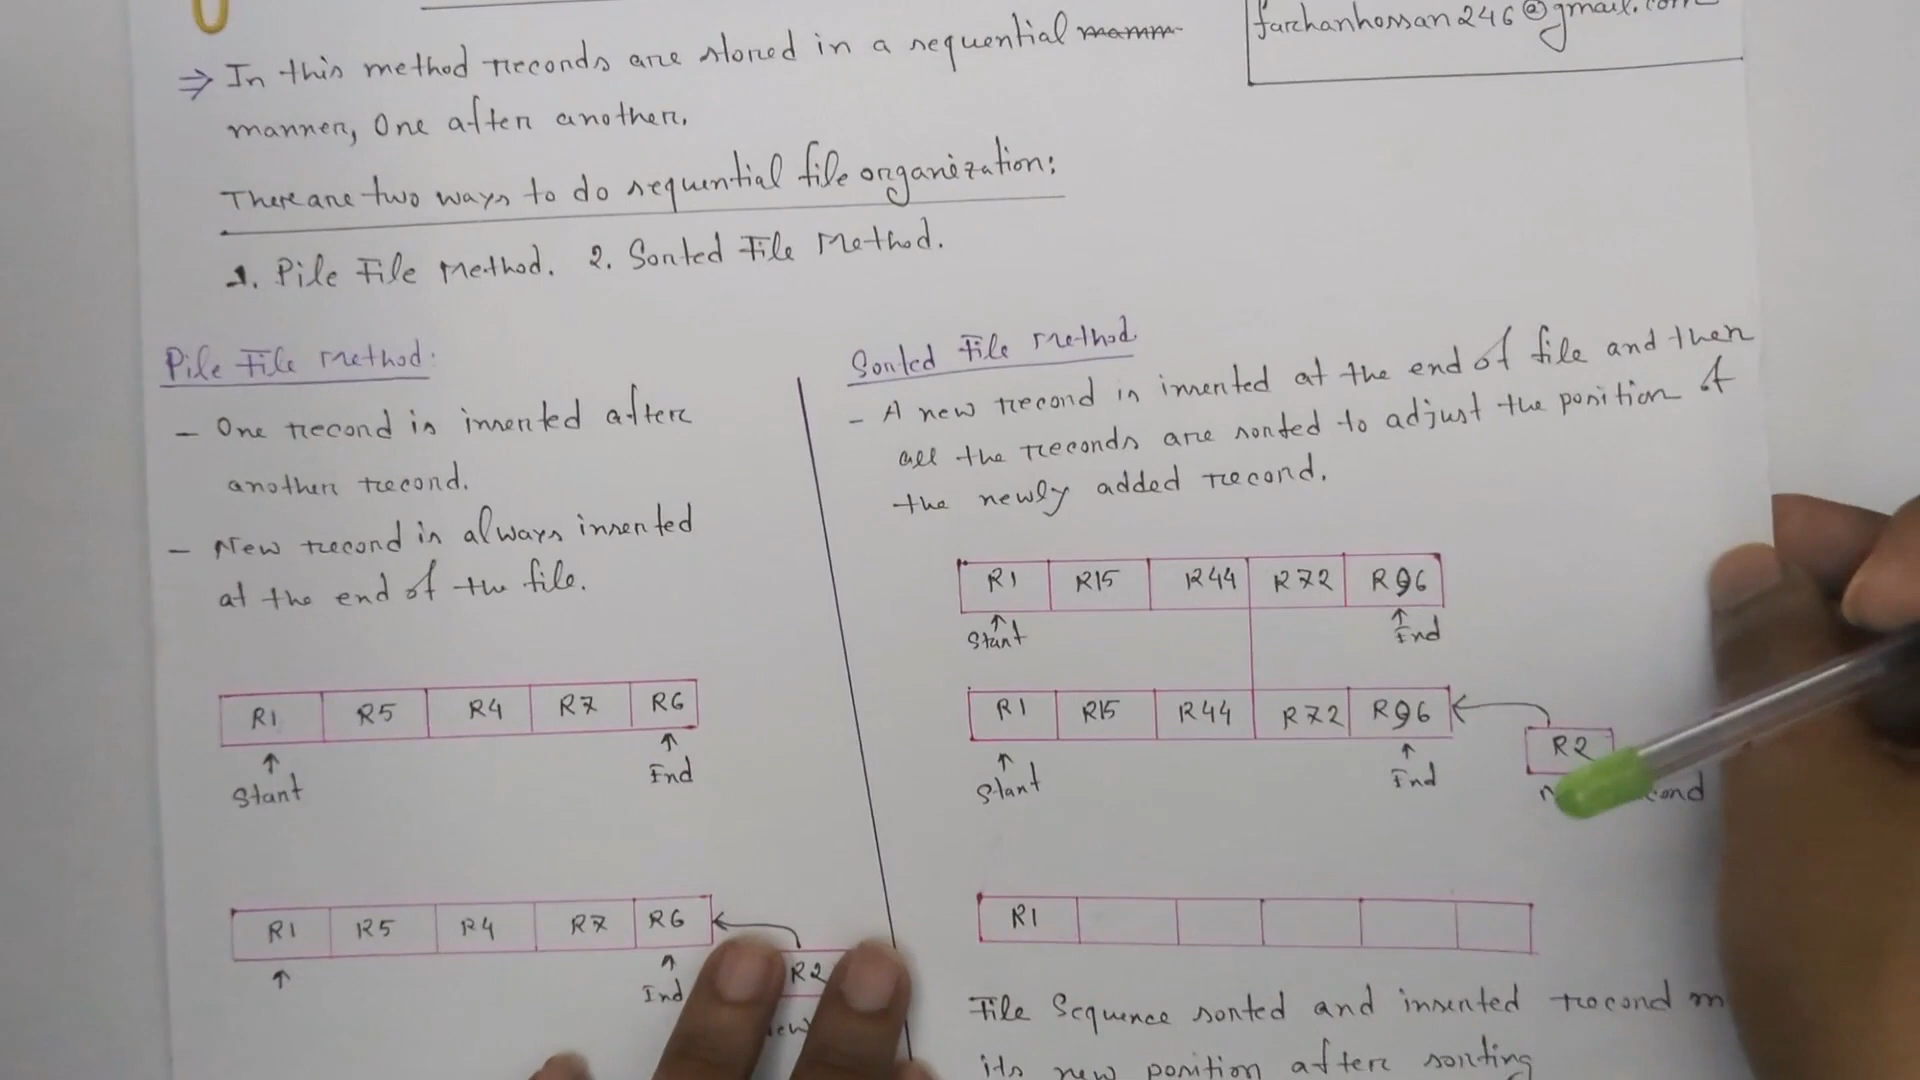 farhanhossan246@gmail.com
⇒ In this method records are stored in a sequential
manner, One after another.
There are two ways to do sequential file organization:
1. Pile File Method. 2. Sorted File Method.
Pile File Method:
- One record is inserted after
another record.
- New record is always inserted
at the end of the file.
R1 R5 R4 R7 R6
↑ ↑
Start End
R1 R5 R4 R7 R6
↑ ↑
End
R2
Sorted File Method
- A new record is inserted at the end of file and then
all the records are sorted to adjust the position of
the newly added record.
R1 R15 R44 R72 R96
↑ ↑
Start End
R1 R15 R44 R72 R96
↑ ↑
Start End
R2
R1
File Sequence sorted and inserted record
its new position after sorting